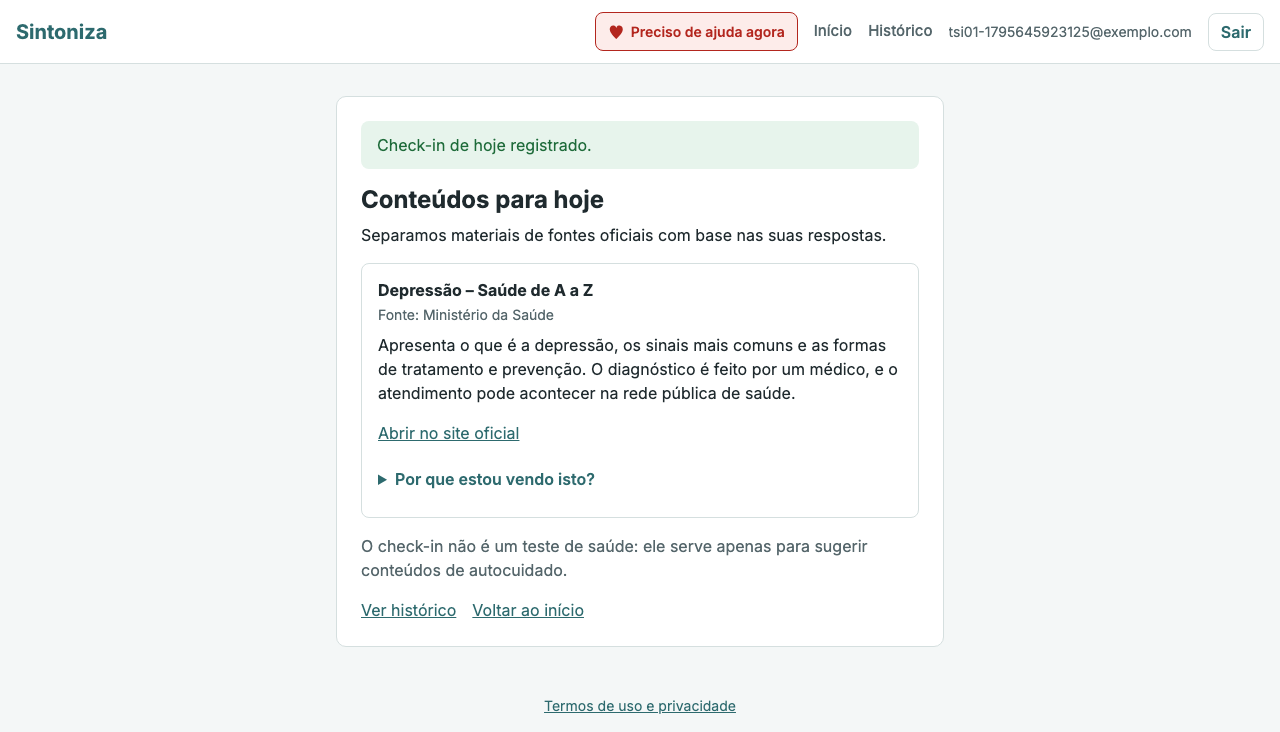 Sintoniza
Preciso de ajuda agora
Início
Histórico
tsi01-1795645923125@exemplo.com
Sair
Check-in de hoje registrado.
Conteúdos para hoje
Separamos materiais de fontes oficiais com base nas suas respostas.
Depressão – Saúde de A a Z
Fonte: Ministério da Saúde
Apresenta o que é a depressão, os sinais mais comuns e as formas
de tratamento e prevenção. O diagnóstico é feito por um médico, e o
atendimento pode acontecer na rede pública de saúde.
Abrir no site oficial
Por que estou vendo isto?
O check-in não é um teste de saúde: ele serve apenas para sugerir
conteúdos de autocuidado.
Ver histórico
Voltar ao início
Termos de uso e privacidade